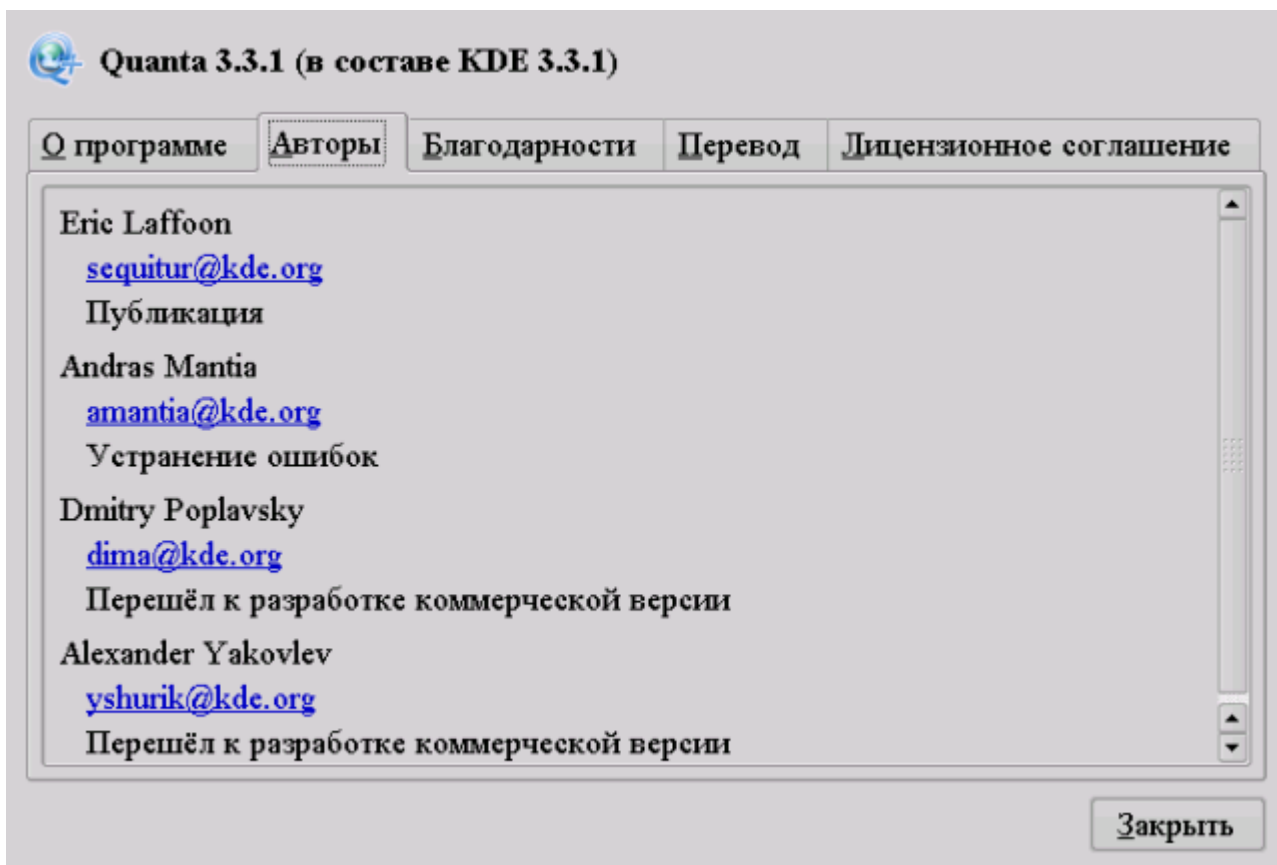 Quanta 3.3.1 (в составе KDE 3.3.1)
О программе Авторы Благодарности Перевод Лицензионное соглашение
Eric Laffoon
sequitur@kde.org
Публикация
Andras Mantia
amantia@kde.org
Устранение ошибок
Dmitry Poplavsky
dima@kde.org
Перешёл к разработке коммерческой версии
Alexander Yakovlev
yshurik@kde.org
Перешёл к разработке коммерческой версии
Закрыть